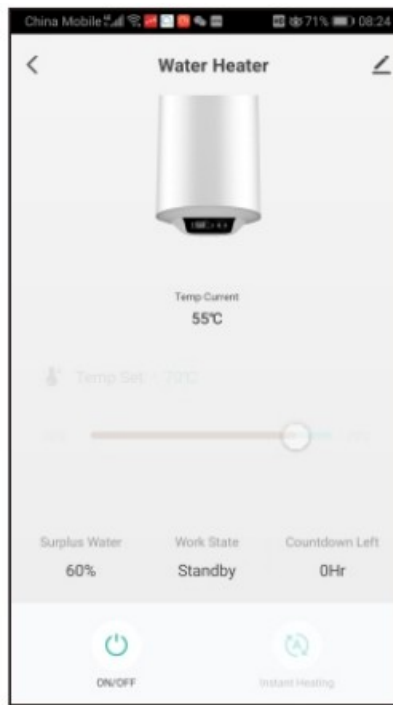 China Mobile 71% 08:24
Water Heater
Temp Current
55℃
Temp Set 70℃
Surplus Water Work State Countdown Left
60% Standby 0Hr
ON/OFF Instant Heating